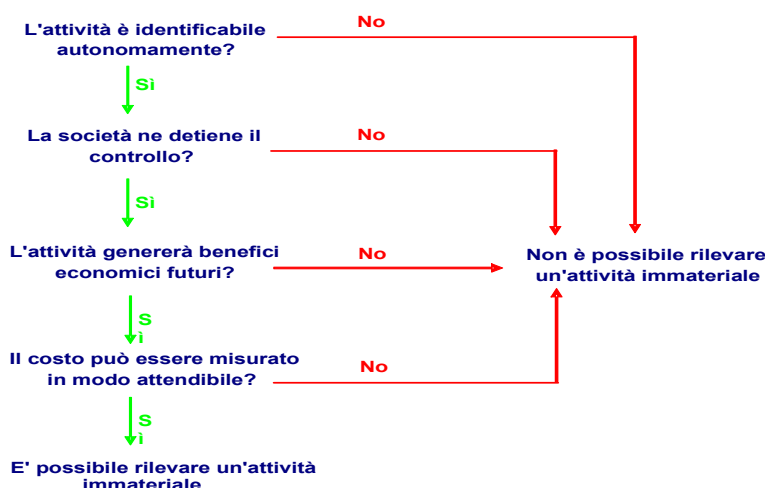 L'attività è identificabile
autonomamente?
No
Sì
La società ne detiene il
controllo?
No
Sì
L'attività genererà benefici
economici futuri?
No
Non è possibile rilevare
un'attività immateriale
S
ì
Il costo può essere misurato
in modo attendibile?
No
S
ì
E' possibile rilevare un'attività
immateriale